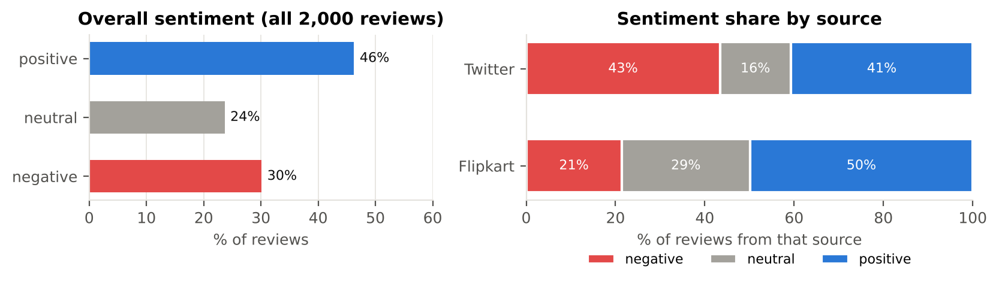 Overall sentiment (all 2,000 reviews)
positive
46%
neutral
24%
negative
30%
0 10 20 30 40 50 60
% of reviews
Sentiment share by source
Twitter
43% 16% 41%
Flipkart
21% 29% 50%
0 20 40 60 80 100
% of reviews from that source
negative neutral positive